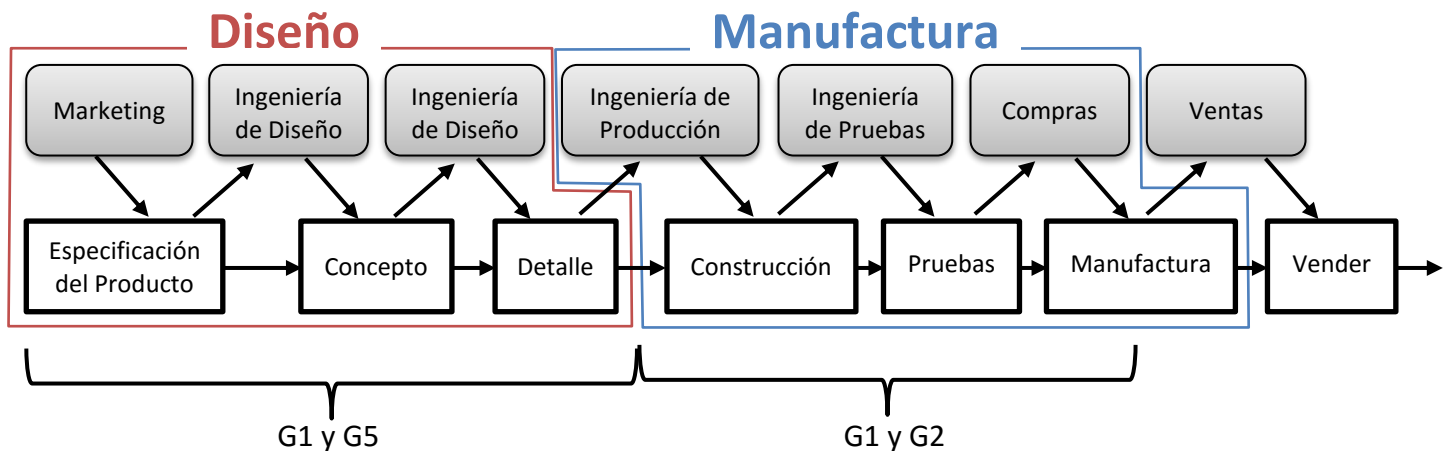 Diseño
Manufactura
Marketing
Ingeniería
de Diseño
Ingeniería
de Diseño
Ingeniería de
Producción
Ingeniería
de Pruebas
Compras
Ventas
Especificación
del Producto
Concepto
Detalle
Construcción
Pruebas
Manufactura
Vender
G1 y G5
G1 y G2